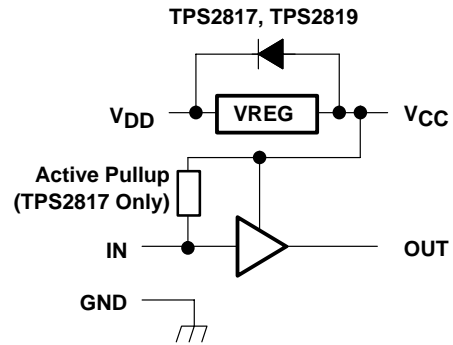 TPS2817, TPS2819
VDD
VREG
VCC
Active Pullup
(TPS2817 Only)
IN
OUT
GND